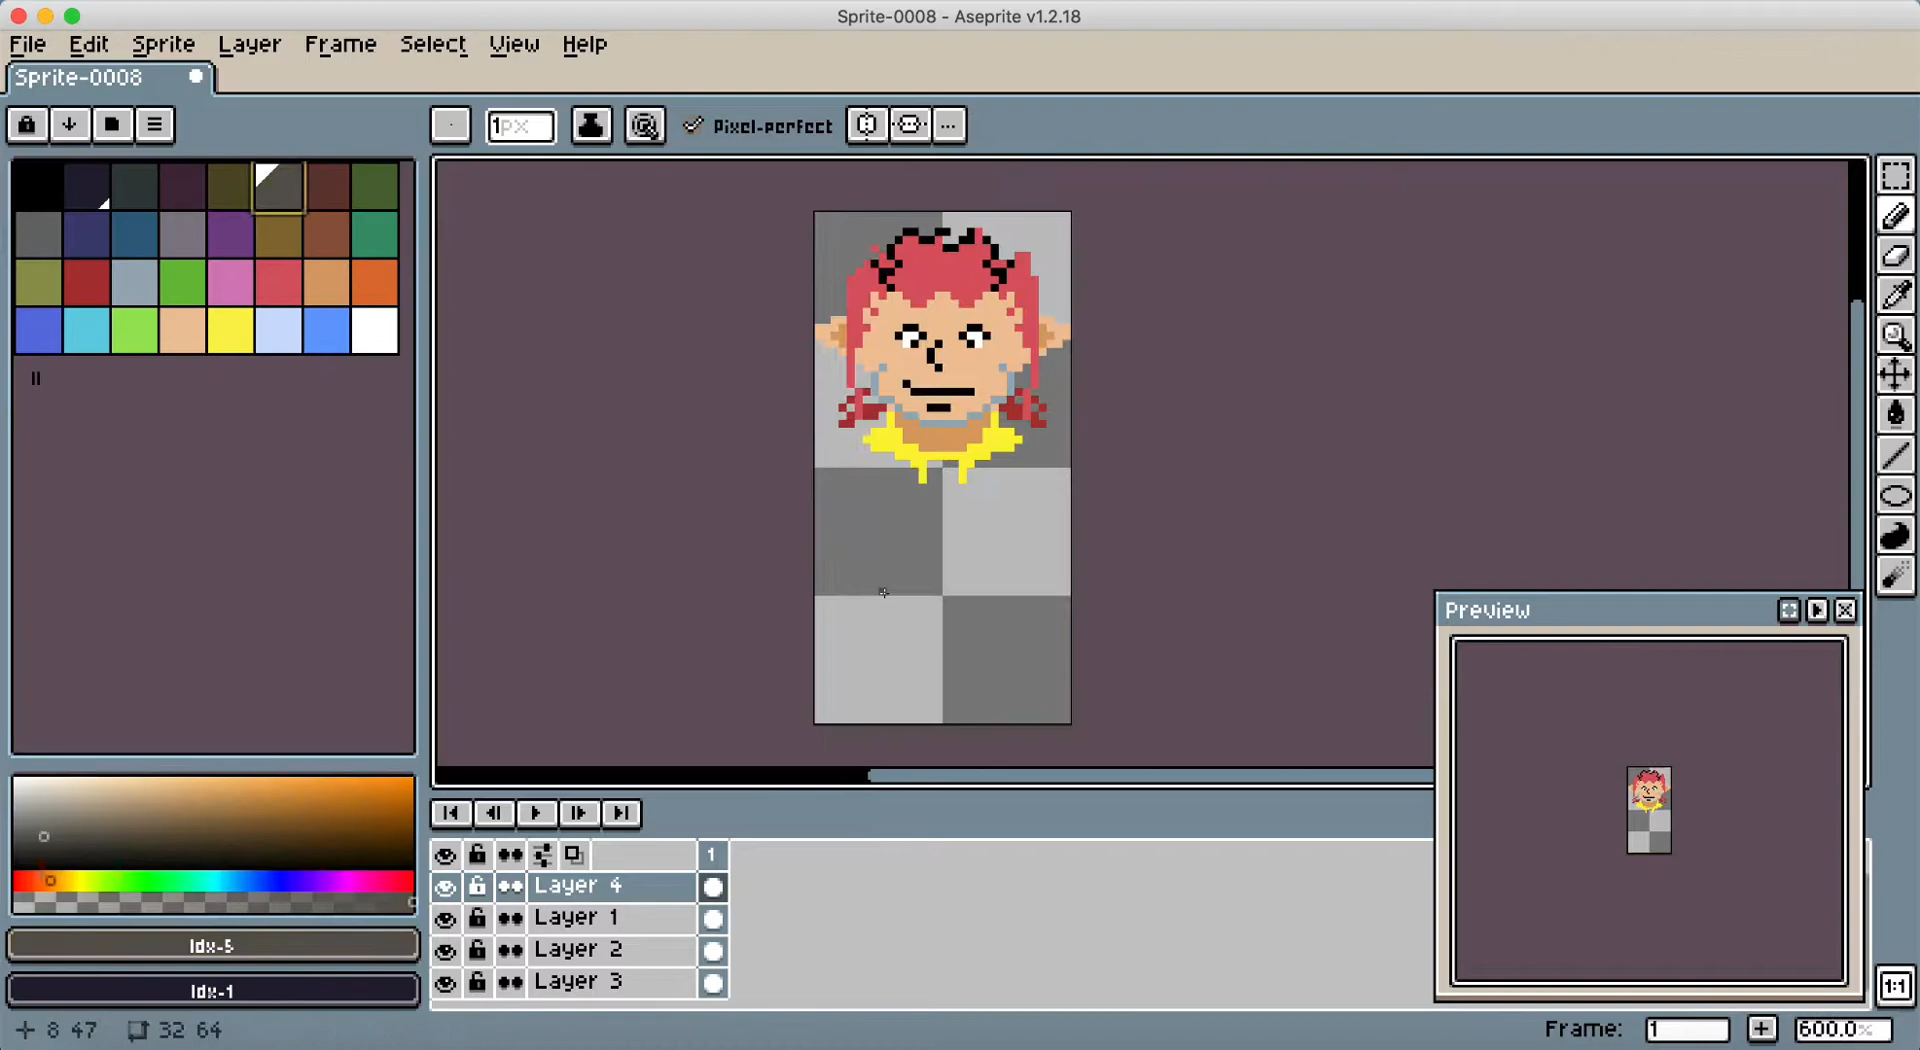 Sprite-0008 - Aseprite v1.2.18
File Edit Sprite Layer Frame Select View Help
Sprite-0008
1px Pixel-perfect
Preview
1
Layer 4
Layer 1
Layer 2
Layer 3
Idx-5
Idx-1
1:1
8 47 32 64 Frame: 1 + 600.0%